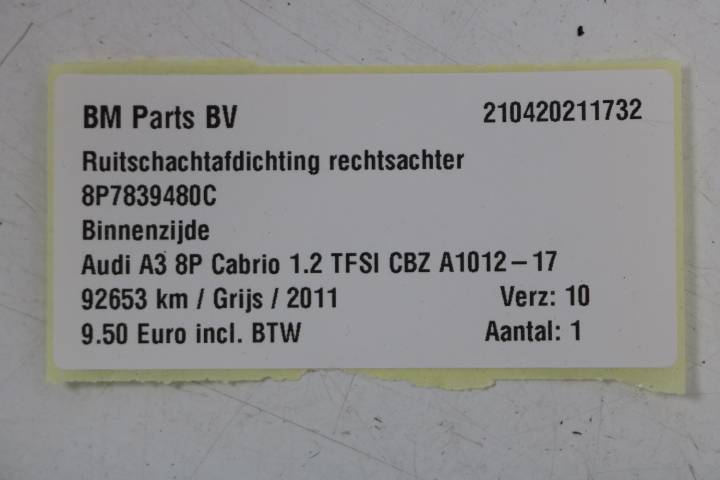 BM Parts BV 210420211732
Ruitschachtafdichting rechtsachter
8P7839480C
Binnenzijde
Audi A3 8P Cabrio 1.2 TFSI CBZ A1012-17
92653 km / Grijs / 2011 Verz: 10
9.50 Euro incl. BTW Aantal: 1